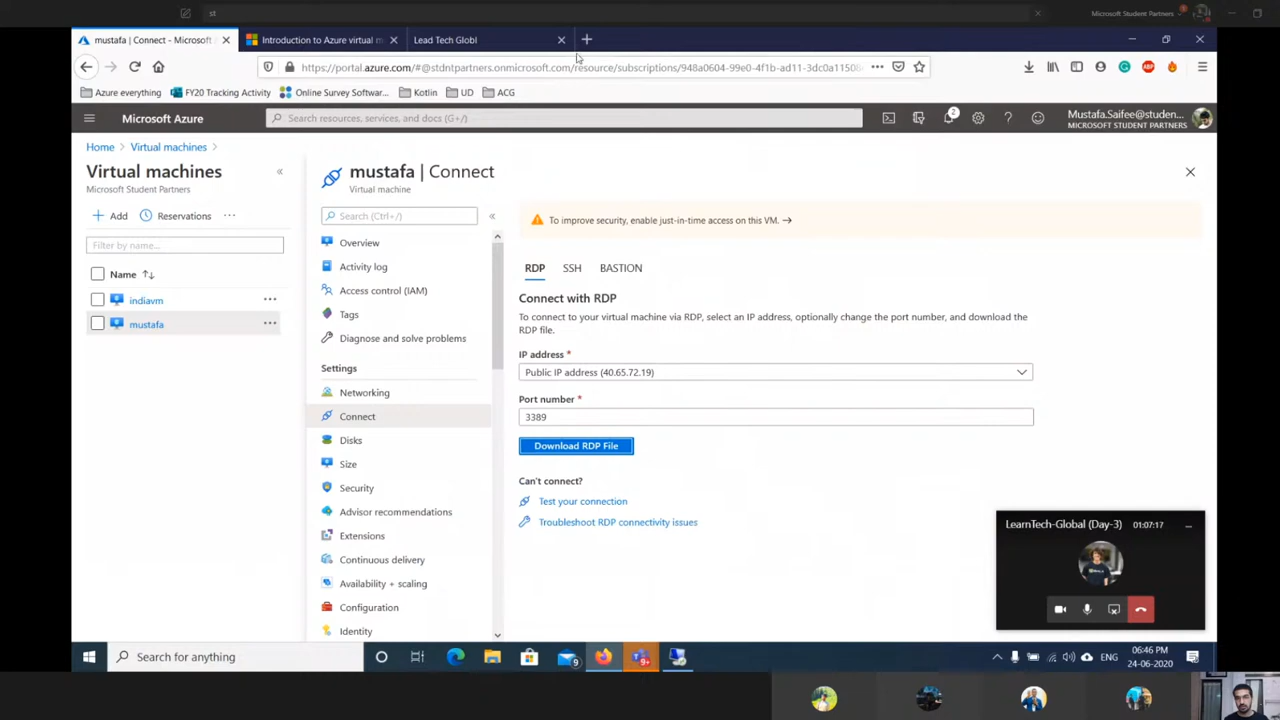 st
Microsoft Student Partners
mustafa | Connect - Microsoft
Introduction to Azure virtual m
Lead Tech Globl
https://portal.azure.com/#@stdntpartners.onmicrosoft.com/resource/subscriptions/948a0604-99e0-4f1b-ad11-3dc0a11508
Azure everything
FY20 Tracking Activity
Online Survey Softwar...
Kotlin
UD
ACG
Microsoft Azure
Search resources, services, and docs (G+/)
2
Mustafa.Saifee@studen...
MICROSOFT STUDENT PARTNERS
Home > Virtual machines >
Virtual machines
Microsoft Student Partners
Add
Reservations
Filter by name...
Name
indiavm
mustafa
mustafa | Connect
Virtual machine
Search (Ctrl+/)
Overview
Activity log
Access control (IAM)
Tags
Diagnose and solve problems
Settings
Networking
Connect
Disks
Size
Security
Advisor recommendations
Extensions
Continuous delivery
Availability + scaling
Configuration
Identity
To improve security, enable just-in-time access on this VM. →
RDP SSH BASTION
Connect with RDP
To connect to your virtual machine via RDP, select an IP address, optionally change the port number, and download the
RDP file.
IP address *
Public IP address (40.65.72.19)
Port number *
3389
Download RDP File
Can't connect?
Test your connection
Troubleshoot RDP connectivity issues
LearnTech-Global (Day-3) 01:07:17
Search for anything
9
9+
ENG
06:46 PM
24-06-2020